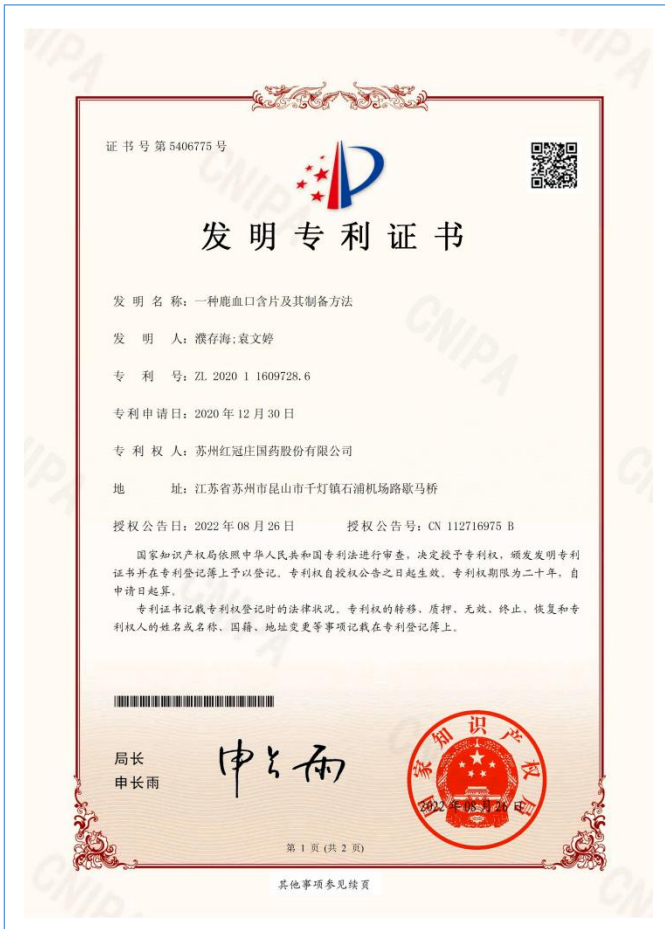 证书号第5406775号
发明专利证书
发明名称：一种鹿血口含片及其制备方法
发明人：濮存海;袁文婷
专利号：ZL 2020 1 1609728.6
专利申请日：2020年12月30日
专利权人：苏州红冠庄国药股份有限公司
地址：江苏省苏州市昆山市千灯镇石浦机场路歇马桥
授权公告日：2022年08月26日 授权公告号：CN 112716975 B
国家知识产权局依照中华人民共和国专利法进行审查，决定授予专利权，颁发发明专利
证书并在专利登记簿上予以登记。专利权自授权公告之日起生效。专利权期限为二十年，自
申请日起算。
专利证书记载专利权登记时的法律状况。专利权的转移、质押、无效、终止、恢复和专
利权人的姓名或名称、国籍、地址变更等事项记载在专利登记簿上。
局长
申长雨
申长雨
国家知识产权局
2022年08月26日
第1页(共2页)
其他事项参见续页
CNIPA
CNIPA
CNIPA
CNIPA
CNIPA